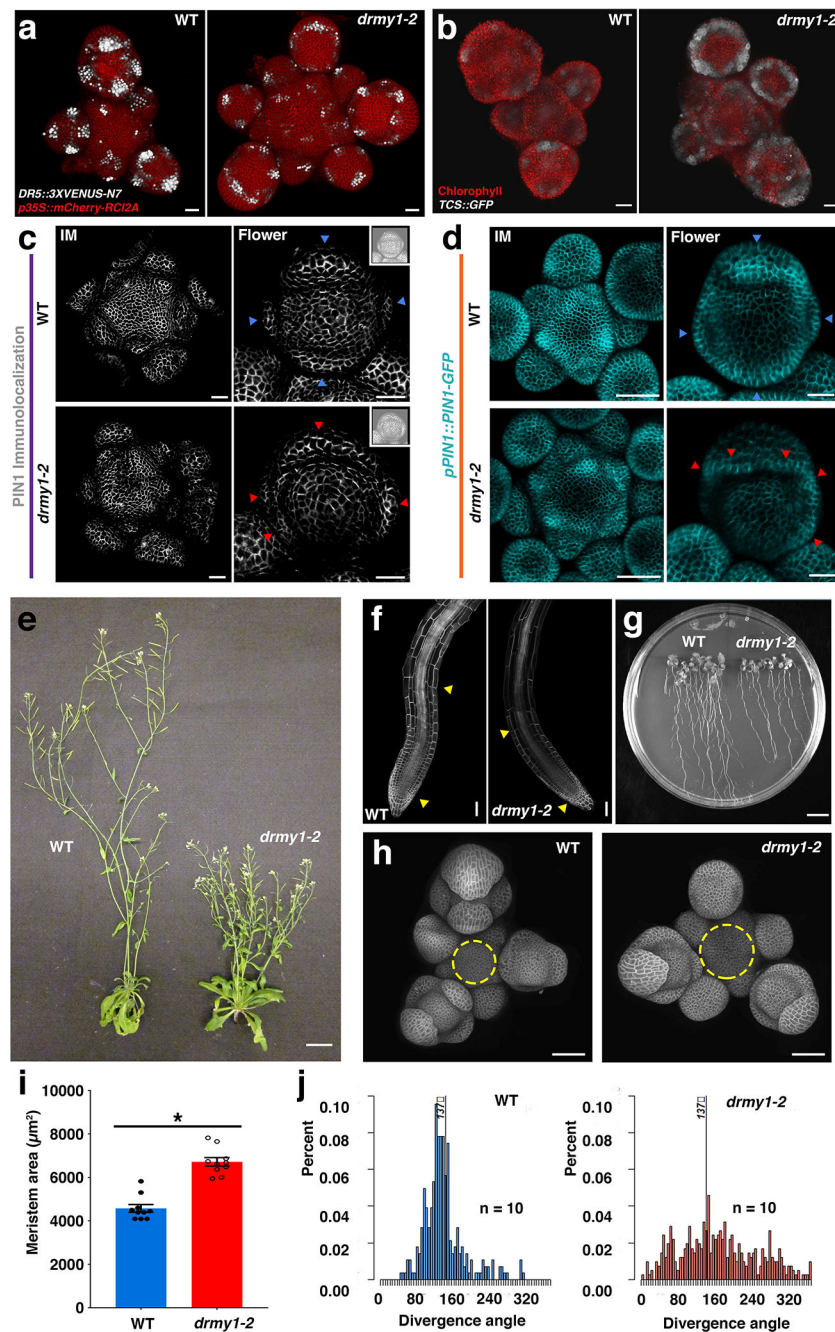 a
WT
drmy1-2
DR5::3XVENUS-N7
p35S::mCherry-RCI2A
b
WT
drmy1-2
Chlorophyll
TCS::GFP
c
IM
Flower
PIN1 Immunolocalization
WT
drmy1-2
d
IM
Flower
pPIN1::PIN1-GFP
WT
drmy1-2
e
WT
drmy1-2
f
WT
drmy1-2
g
WT
drmy1-2
h
WT
drmy1-2
i
10000
8000
6000
4000
2000
0
Meristem area (µm²)
*
WT
drmy1-2
j
WT
137
0.10
0.08
0.06
0.04
0.02
0.00
Percent
n = 10
0 80 160 240 320
Divergence angle
drmy1-2
137
0.10
0.08
0.06
0.04
0.02
0.00
Percent
n = 10
0 80 160 240 320
Divergence angle